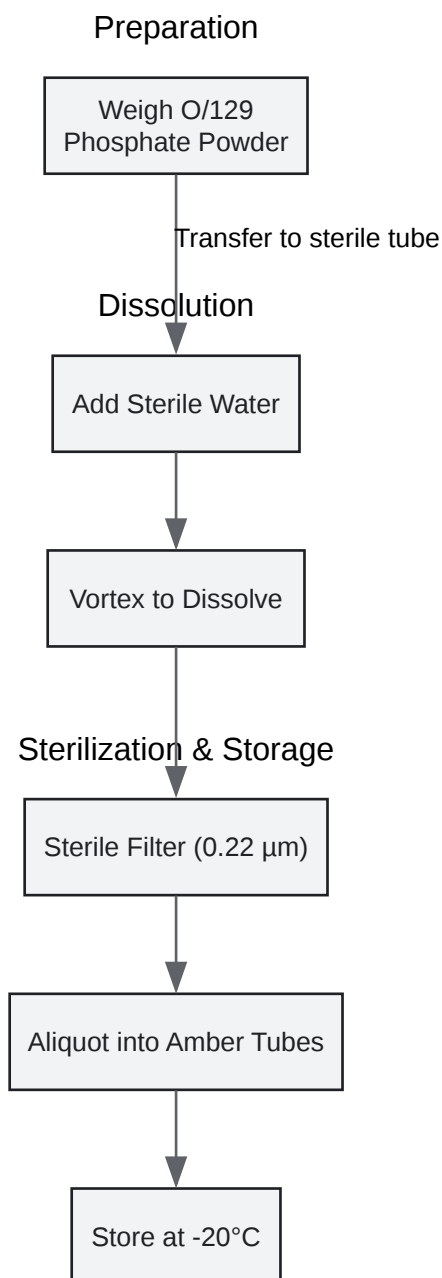 Preparation
Weigh O/129
Phosphate Powder
Transfer to sterile tube
Dissolution
Add Sterile Water
Vortex to Dissolve
Sterilization & Storage
Sterile Filter (0.22 µm)
Aliquot into Amber Tubes
Store at -20°C